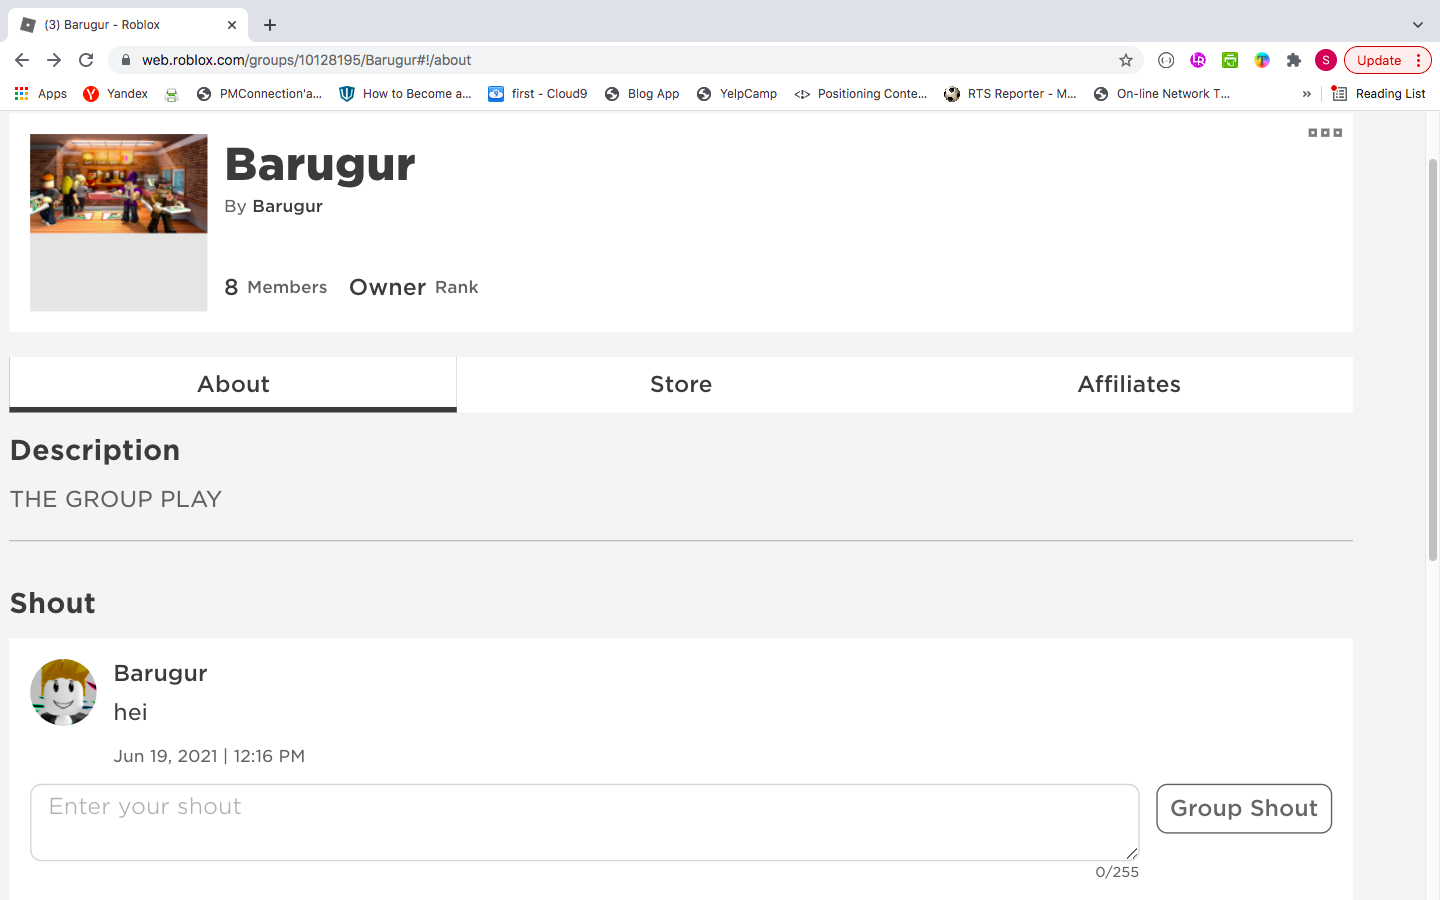 (3) Barugur - Roblox
web.roblox.com/groups/10128195/Barugur#!/about
S
Update
Apps
Yandex
PMConnection'a...
How to Become a...
first - Cloud9
Blog App
YelpCamp
Positioning Conte...
RTS Reporter - M...
On-line Network T...
»
Reading List
Barugur
By Barugur
8 Members Owner Rank
About Store Affiliates
Description
THE GROUP PLAY
Shout
Barugur
hei
Jun 19, 2021 | 12:16 PM
Enter your shout
Group Shout
0/255